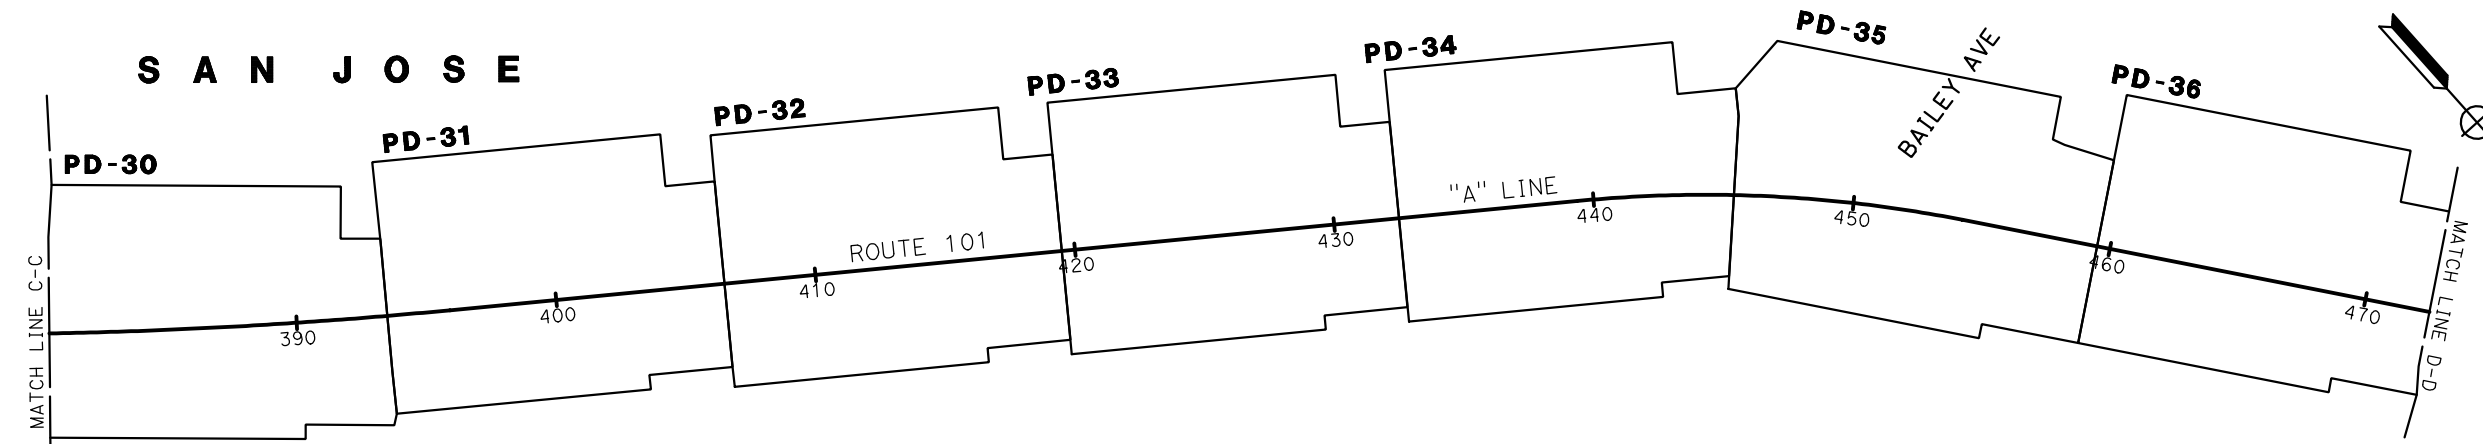 SAN JOSE
PD-30
PD-31
PD-32
PD-33
PD-34
PD-35
PD-36
BAILEY AVE
"A" LINE
ROUTE 101
390
400
410
420
430
440
450
460
470
MATCH LINE C-C
MATCH LINE D-D